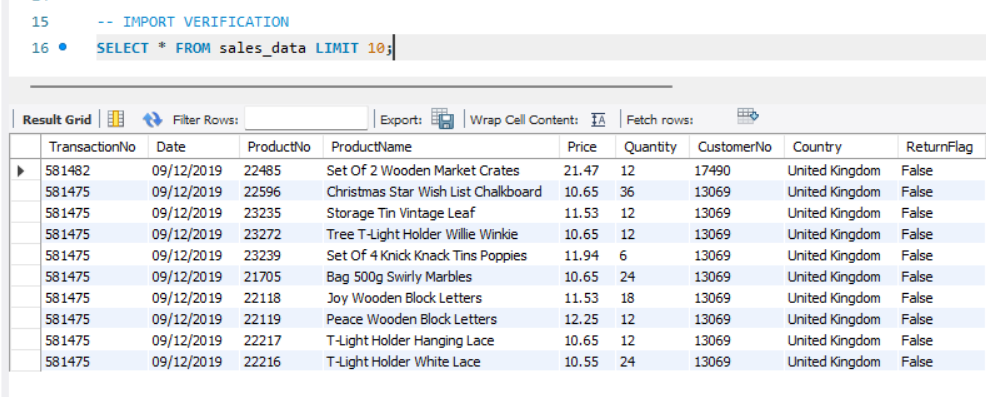 15 -- IMPORT VERIFICATION
16 SELECT * FROM sales_data LIMIT 10;
Result Grid Filter Rows: Export: Wrap Cell Content: Fetch rows:
TransactionNo Date ProductNo ProductName Price Quantity CustomerNo Country ReturnFlag
581482 09/12/2019 22485 Set Of 2 Wooden Market Crates 21.47 12 17490 United Kingdom False
581475 09/12/2019 22596 Christmas Star Wish List Chalkboard 10.65 36 13069 United Kingdom False
581475 09/12/2019 23235 Storage Tin Vintage Leaf 11.53 12 13069 United Kingdom False
581475 09/12/2019 23272 Tree T-Light Holder Willie Winkie 10.65 12 13069 United Kingdom False
581475 09/12/2019 23239 Set Of 4 Knick Knack Tins Poppies 11.94 6 13069 United Kingdom False
581475 09/12/2019 21705 Bag 500g Swirly Marbles 10.65 24 13069 United Kingdom False
581475 09/12/2019 22118 Joy Wooden Block Letters 11.53 18 13069 United Kingdom False
581475 09/12/2019 22119 Peace Wooden Block Letters 12.25 12 13069 United Kingdom False
581475 09/12/2019 22217 T-Light Holder Hanging Lace 10.65 12 13069 United Kingdom False
581475 09/12/2019 22216 T-Light Holder White Lace 10.55 24 13069 United Kingdom False